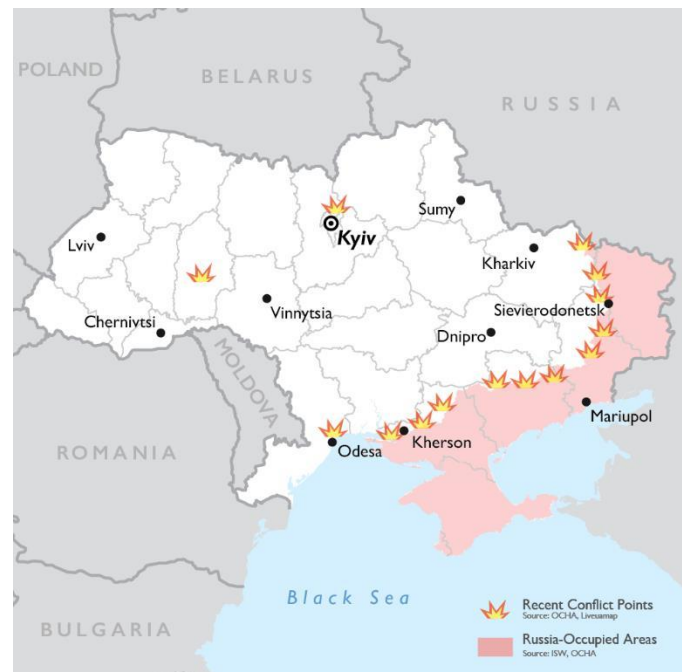 POLAND
BELARUS
RUSSIA
Sumy
Kyiv
Lviv
Kharkiv
Vinnytsia
Sievierodonetsk
Chernivtsi
Dnipro
MOLDOVA
Mariupol
Kherson
Odesa
ROMANIA
Black Sea
Recent Conflict Points
Source: OCHA, Liveuamap
BULGARIA
Russia-Occupied Areas
Source: ISW, OCHA